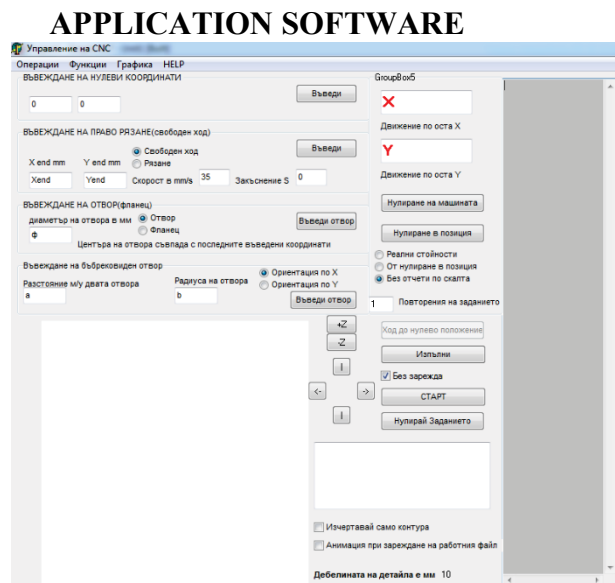 APPLICATION SOFTWARE
Управление на CNC
Операции Функции Графика HELP
ВЪВЕЖДАНЕ НА НУЛЕВИ КООРДИНАТИ
0 0
Въведи
ВЪВЕЖДАНЕ НА ПРАВО РЯЗАНЕ(свободен ход)
Свободен ход
Рязане
Въведи
X end mm Y end mm
Xend Yend Скорост в mm/s 35 Закъснение S 0
ВЪВЕЖДАНЕ НА ОТВОР(фланец)
диаметър на отвора в мм
Отвор
Фланец
Въведи отвор
ф
Центъра на отвора съвпада с последните въведени координати
Въвеждане на бъбрековиден отвор
Разстояние м/у двата отвора Радиуса на отвора
Ориентация по X
Ориентация по Y
a b
Въведи отвор
GroupBox5
X
Движение по оста X
Y
Движение по оста Y
Нулиране на машината
Нулиране в позиция
Реални стойности
От нулиране в позиция
Без отчети по скалта
1 Повторения на заданието
+Z
-Z
|
<- ->
|
Ход до нулево положение
Изпълни
Без зарежда
СТАРТ
Нулирай Заданието
Изчертавай само контура
Анимация при зареждане на работния файл
Дебелината на детайла е мм 10